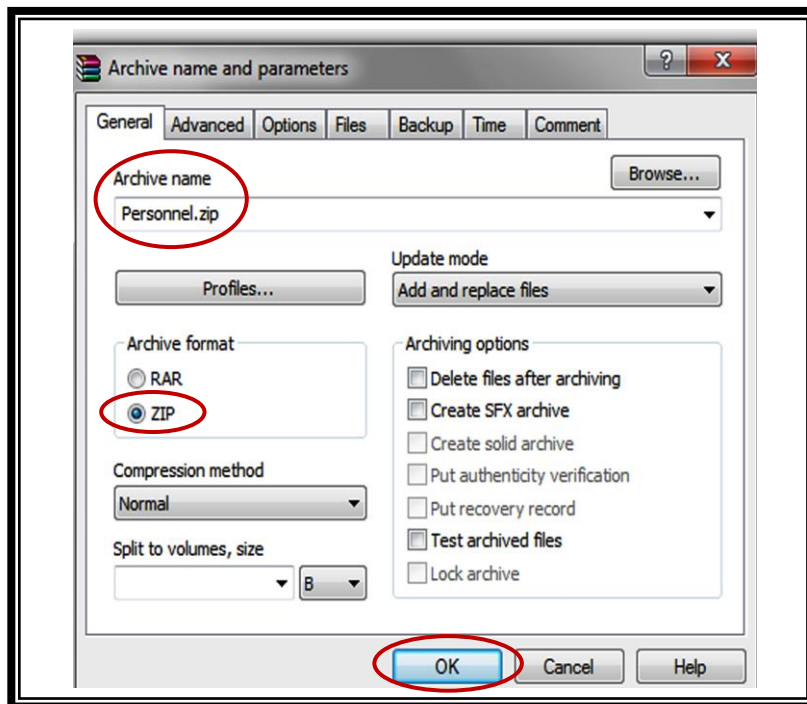 Archive name and parameters
?
X
General Advanced Options Files Backup Time Comment
Archive name
Browse...
Personnel.zip
Update mode
Profiles...
Add and replace files
Archive format
Archiving options
RAR
Delete files after archiving
ZIP
Create SFX archive
Create solid archive
Compression method
Put authenticity verification
Normal
Put recovery record
Split to volumes, size
Test archived files
B
Lock archive
OK Cancel Help